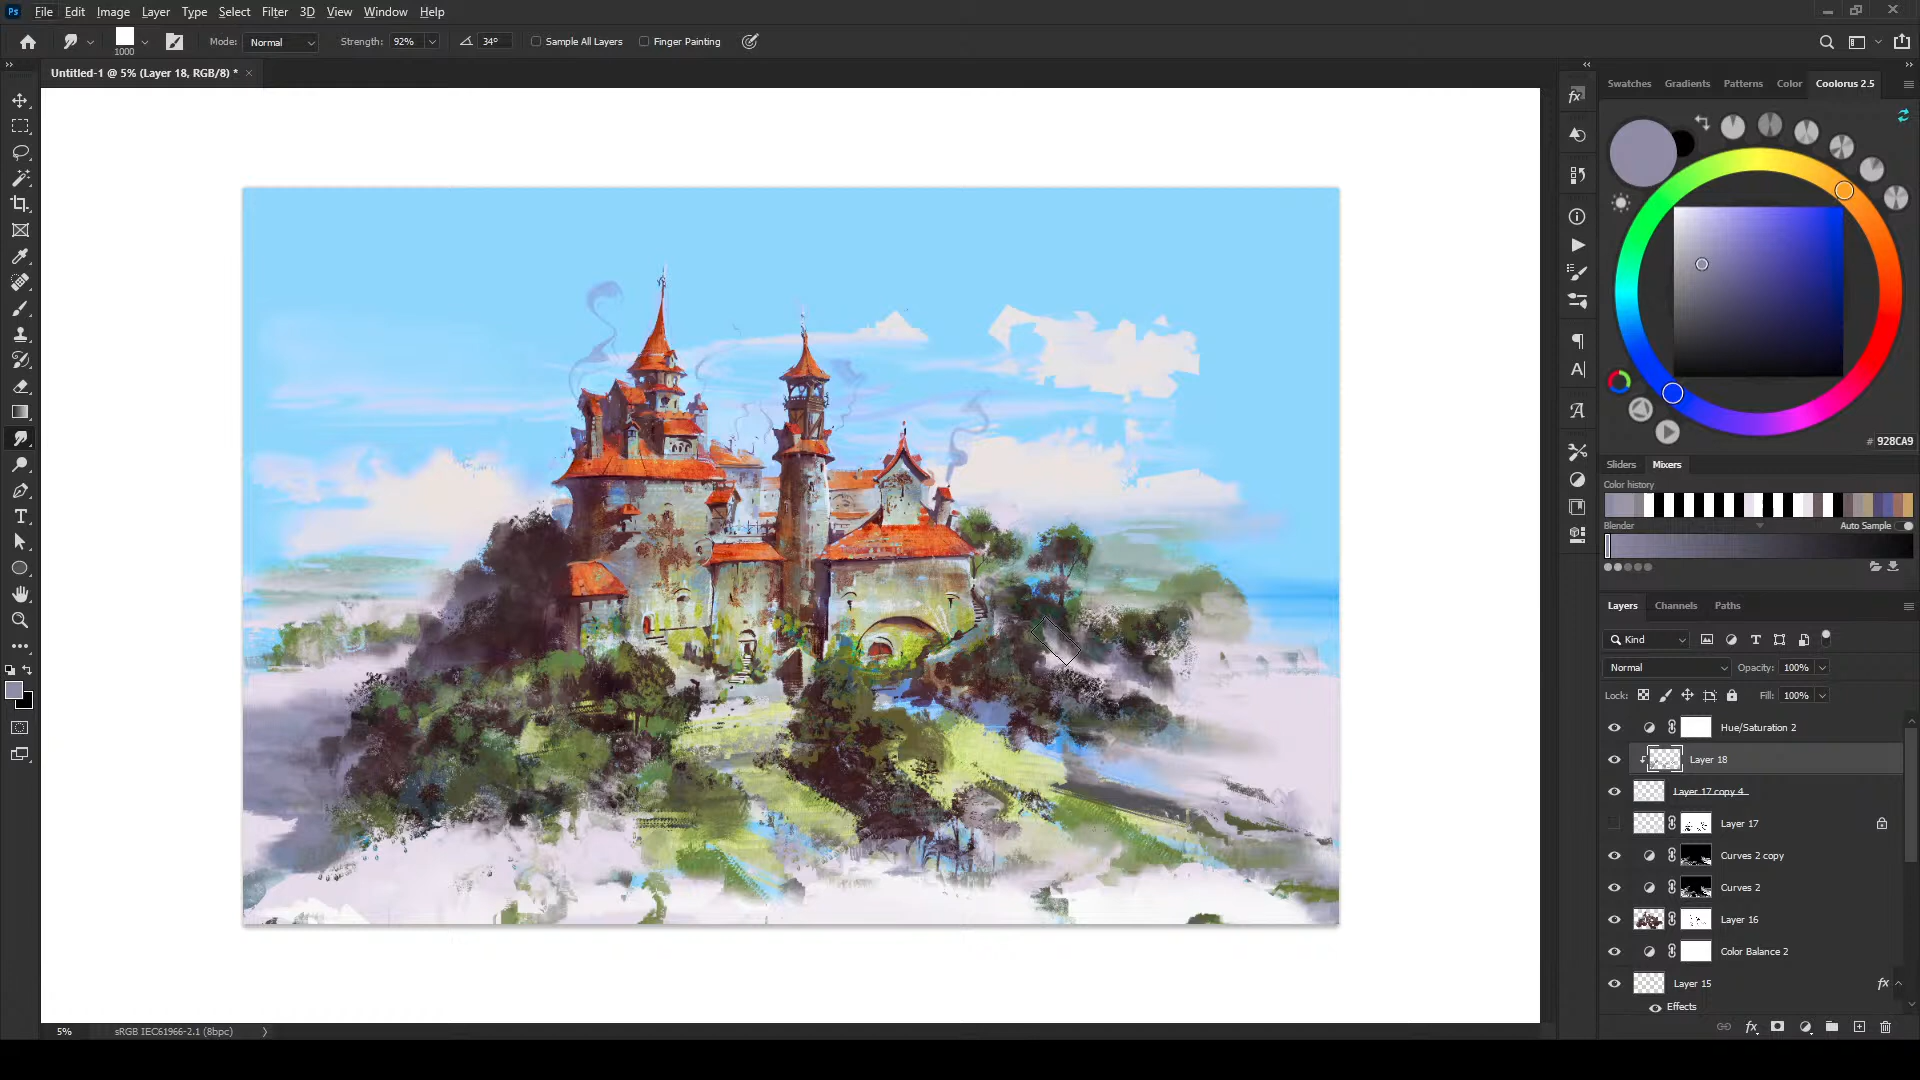 Ps File Edit Image Layer Type Select Filter 3D View Window Help
1000 Mode: Normal Strength: 92% 34° Sample All Layers Finger Painting
Untitled-1 @ 5% (Layer 18, RGB/8) *
Swatches Gradients Patterns Color Coolorus 2.5
# 928CA9
Sliders Mixers
Color history
Blender Auto Sample
Layers Channels Paths
Kind
Normal Opacity: 100%
Lock: Fill: 100%
Hue/Saturation 2
Layer 18
Layer 17 copy 4
Layer 17
Curves 2 copy
Curves 2
Layer 16
Color Balance 2
Layer 15 fx
Effects
5% sRGB IEC61966-2.1 (8bpc)